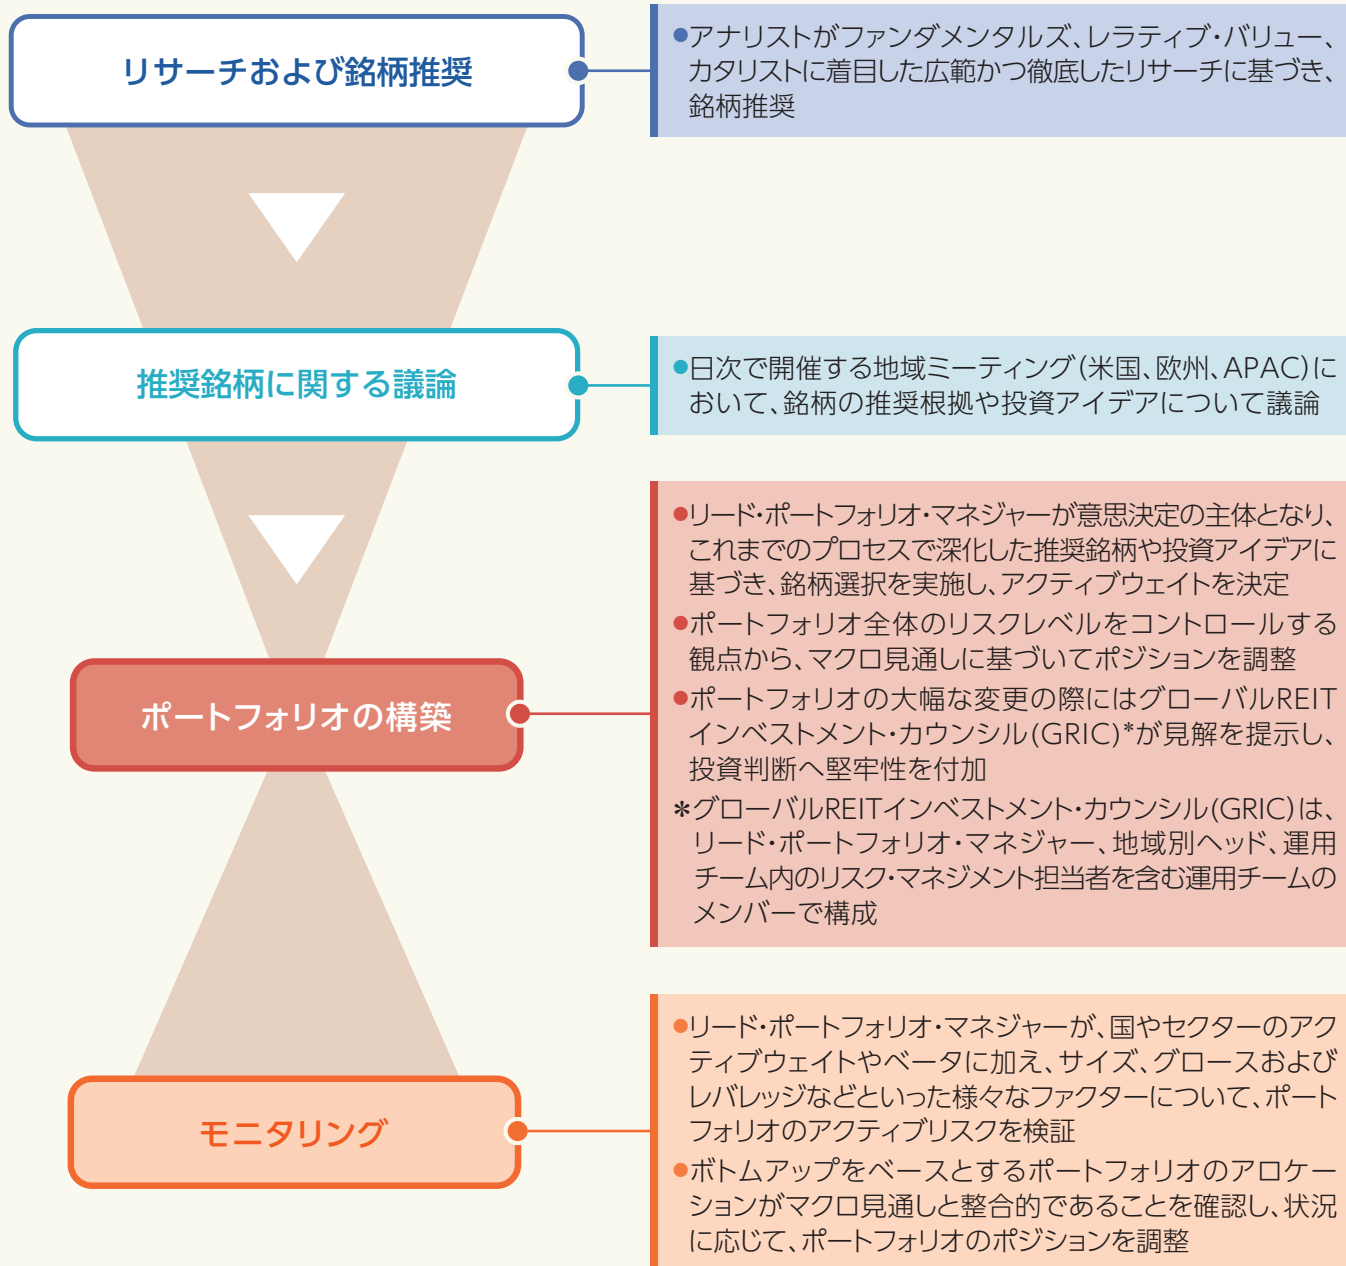 リサーチおよび銘柄推奨
●アナリストがファンダメンタルズ、レラティブ・バリュー、
カタリストに着目した広範かつ徹底したリサーチに基づき、
銘柄推奨
推奨銘柄に関する議論
●日次で開催する地域ミーティング(米国、欧州、APAC)に
おいて、銘柄の推奨根拠や投資アイデアについて議論
ポートフォリオの構築
●リード・ポートフォリオ・マネジャーが意思決定の主体となり、
これまでのプロセスで深化した推奨銘柄や投資アイデアに
基づき、銘柄選択を実施し、アクティブウェイトを決定
●ポートフォリオ全体のリスクレベルをコントロールする
観点から、マクロ見通しに基づいてポジションを調整
●ポートフォリオの大幅な変更の際にはグローバルREIT
インベストメント・カウンシル(GRIC)*が見解を提示し、
投資判断へ堅牢性を付加
*グローバルREITインベストメント・カウンシル(GRIC)は、
リード・ポートフォリオ・マネジャー、地域別ヘッド、運用
チーム内のリスク・マネジメント担当者を含む運用チームの
メンバーで構成
モニタリング
●リード・ポートフォリオ・マネジャーが、国やセクターのアク
ティブウェイトやベータに加え、サイズ、グロースおよび
レバレッジなどといった様々なファクターについて、ポート
フォリオのアクティブリスクを検証
●ボトムアップをベースとするポートフォリオのアロケー
ションがマクロ見通しと整合的であることを確認し、状況
に応じて、ポートフォリオのポジションを調整